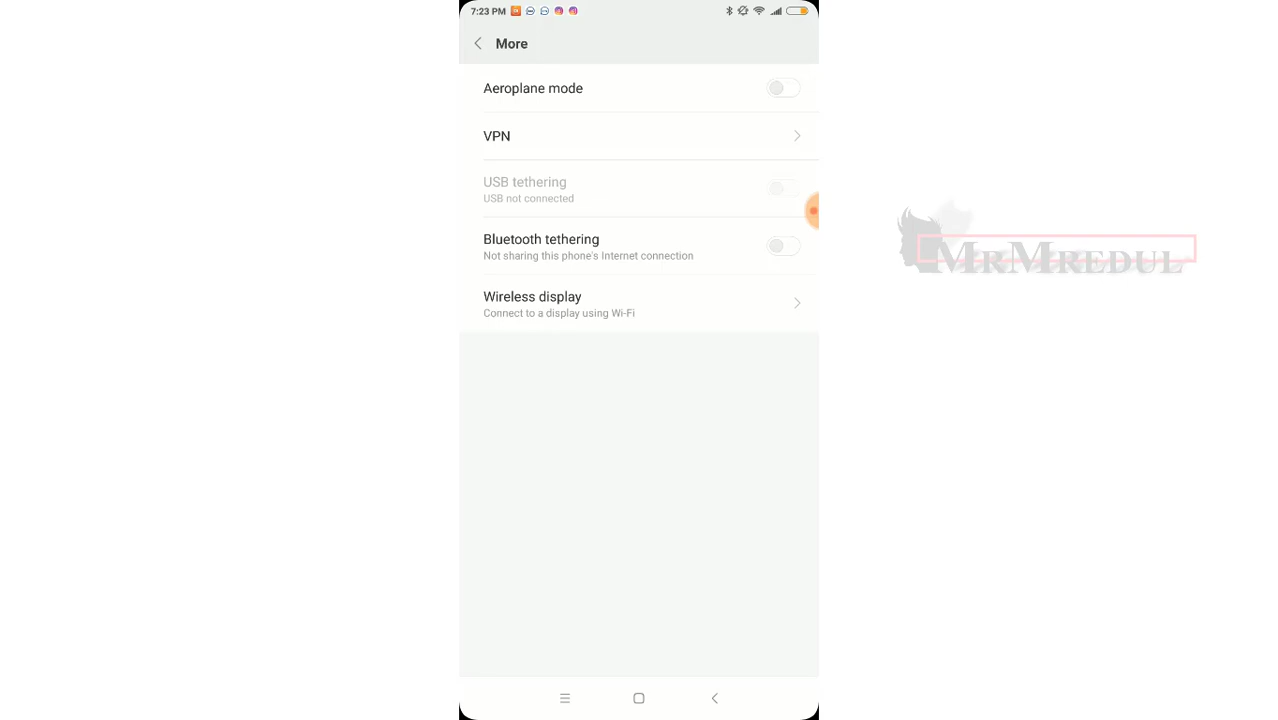 7:23 PM
More
Aeroplane mode
VPN
USB tethering
USB not connected
Bluetooth tethering
Not sharing this phone's Internet connection
Wireless display
Connect to a display using Wi-Fi
MRMREDUL